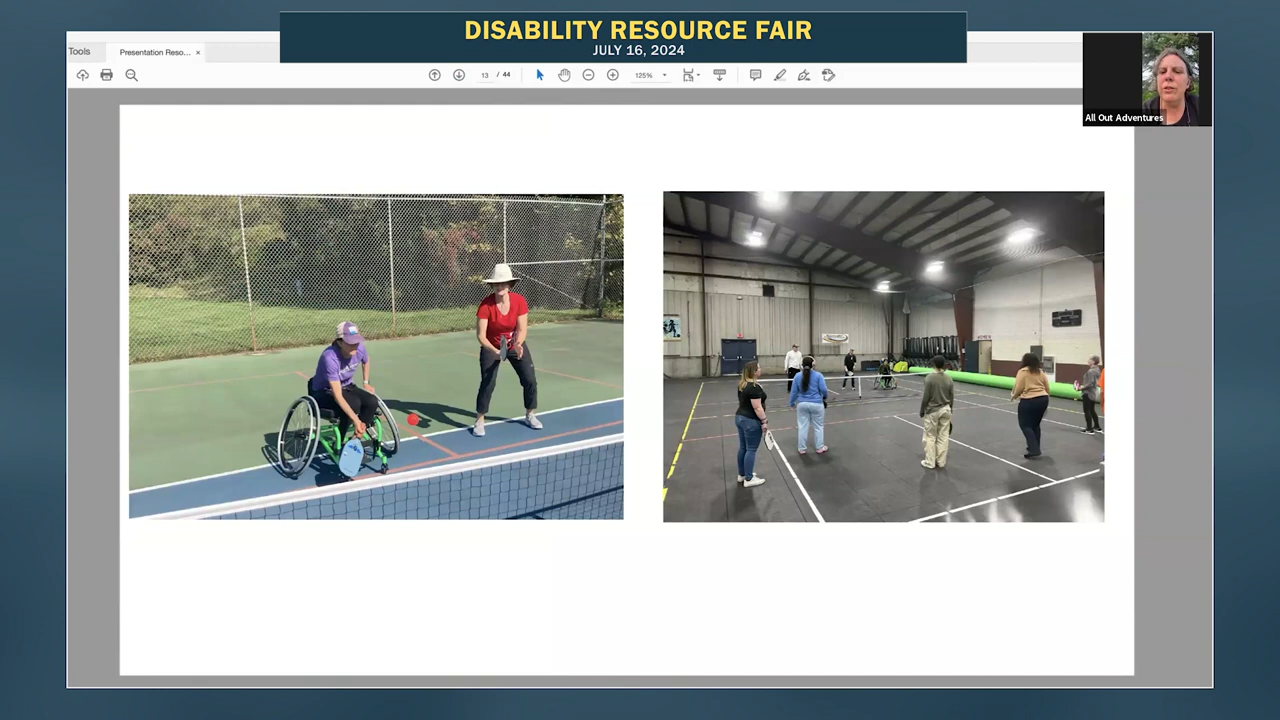 DISABILITY RESOURCE FAIR
JULY 16, 2024
Tools
Presentation Reso... ×
13 / 44
125%
All Out Adventures